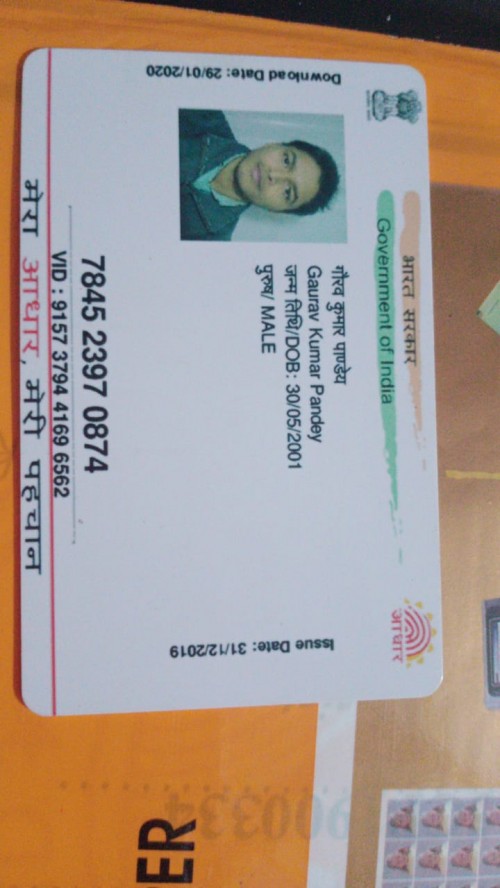 भारत सरकार
Government of India
Download Date: 29/01/2020
गौरव कुमार पाण्डेय
Gaurav Kumar Pandey
जन्म तिथि/DOB: 30/05/2001
पुरुष/ MALE
Issue Date: 31/12/2019
आधार
7845 2397 0874
VID : 9157 3794 4169 6562
मेरा आधार, मेरी पहचान
ER